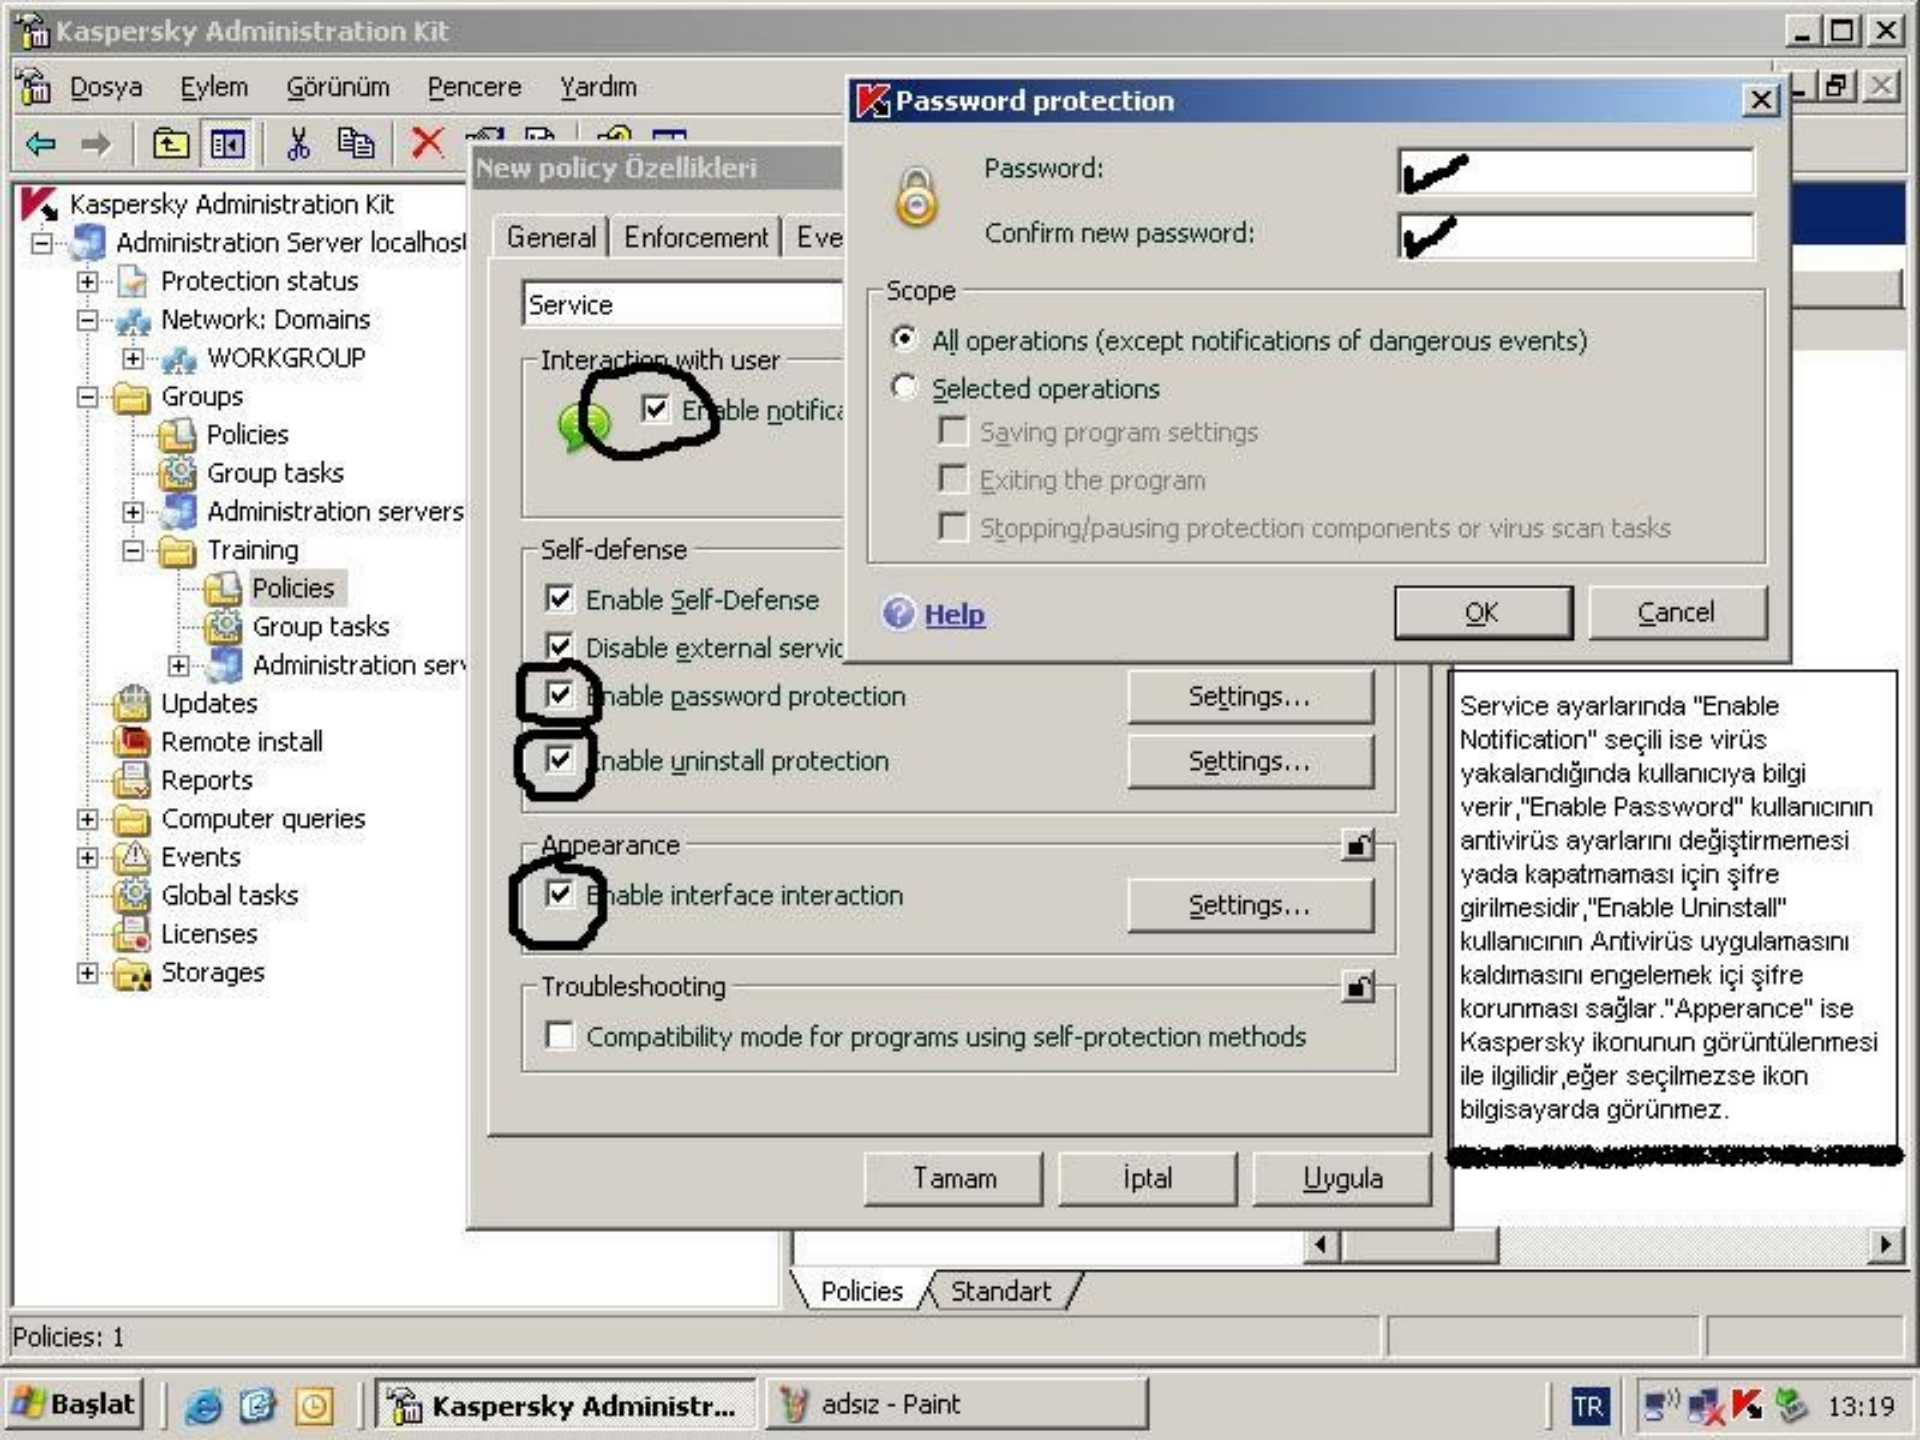 Kaspersky Administration Kit
Dosya Eylem Görünüm Pencere Yardım
Kaspersky Administration Kit
Administration Server localhost
Protection status
Network: Domains
WORKGROUP
Groups
Policies
Group tasks
Administration servers
Training
Policies
Group tasks
Administration serv
Updates
Remote install
Reports
Computer queries
Events
Global tasks
Licenses
Storages
New policy Özellikleri
General Enforcement Eve
Service
Interaction with user
Enable notifica
Self-defense
Enable Self-Defense
Disable external servic
Enable password protection Settings...
Enable uninstall protection Settings...
Appearance
Enable interface interaction Settings...
Troubleshooting
Compatibility mode for programs using self-protection methods
Tamam İptal Uygula
Password protection
Password:
Confirm new password:
Scope
All operations (except notifications of dangerous events)
Selected operations
Saving program settings
Exiting the program
Stopping/pausing protection components or virus scan tasks
Help OK Cancel
Service ayarlarında "Enable
Notification" seçili ise virüs
yakalandığında kullanıcıya bilgi
verir,"Enable Password" kullanıcının
antivirüs ayarlarını değiştirmemesi
yada kapatmaması için şifre
girilmesidir,"Enable Uninstall"
kullanıcının Antivirüs uygulamasını
kaldımasını engelemek içi şifre
korunması sağlar."Apperance" ise
Kaspersky ikonunun görüntülenmesi
ile ilgilidir,eğer seçilmezse ikon
bilgisayarda görünmez.
Policies Standart
Policies: 1
Başlat Kaspersky Administr... adsız - Paint TR 13:19